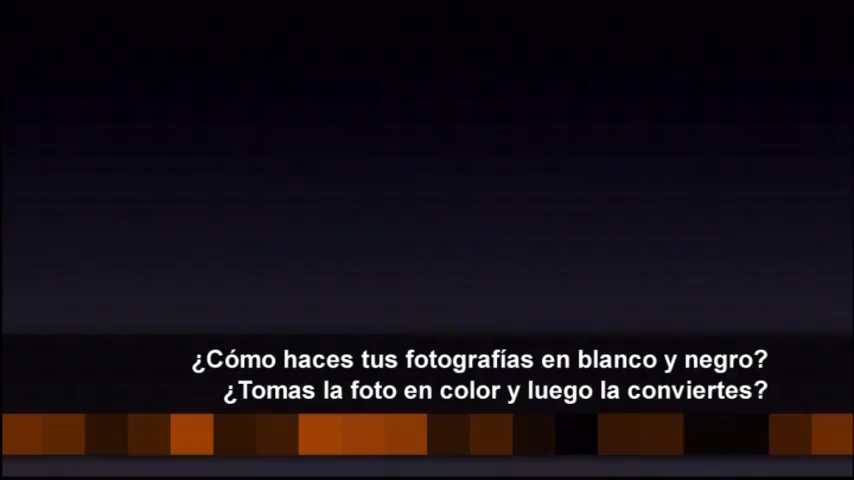 ¿Cómo haces tus fotografías en blanco y negro?
¿Tomas la foto en color y luego la conviertes?